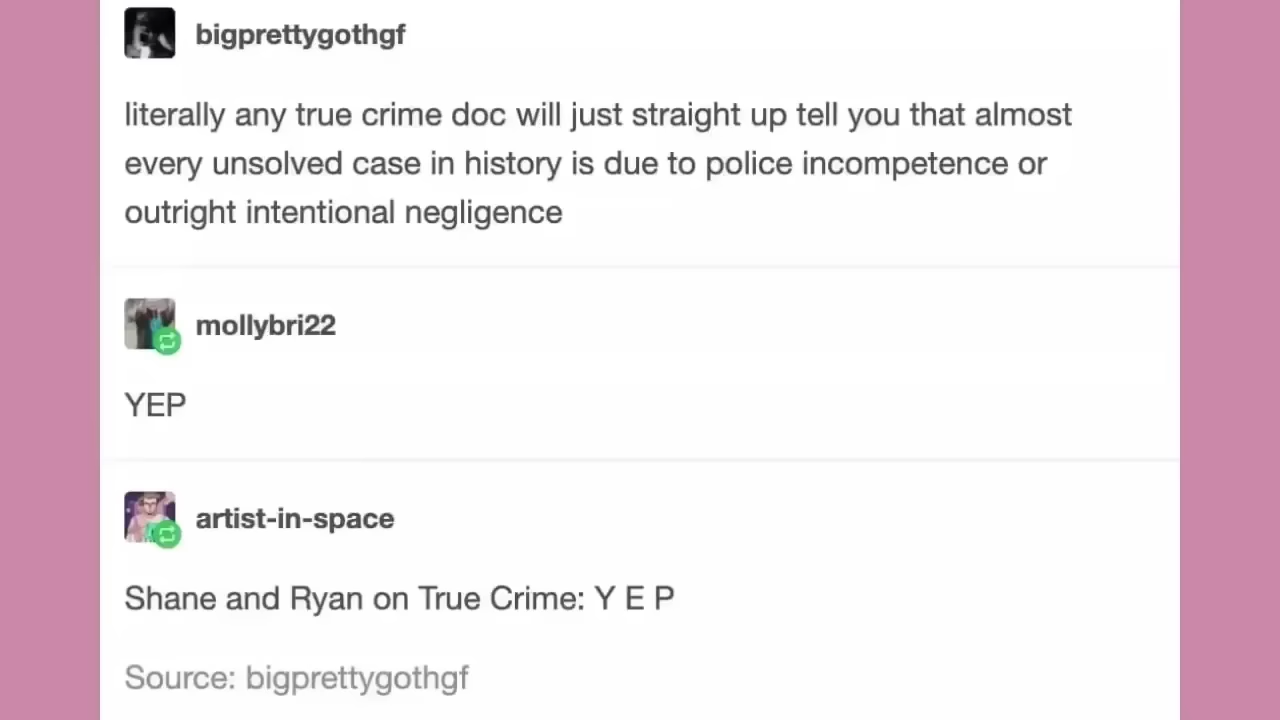 bigprettygothgf
literally any true crime doc will just straight up tell you that almost
every unsolved case in history is due to police incompetence or
outright intentional negligence
mollybri22
YEP
artist-in-space
Shane and Ryan on True Crime: Y E P
Source: bigprettygothgf